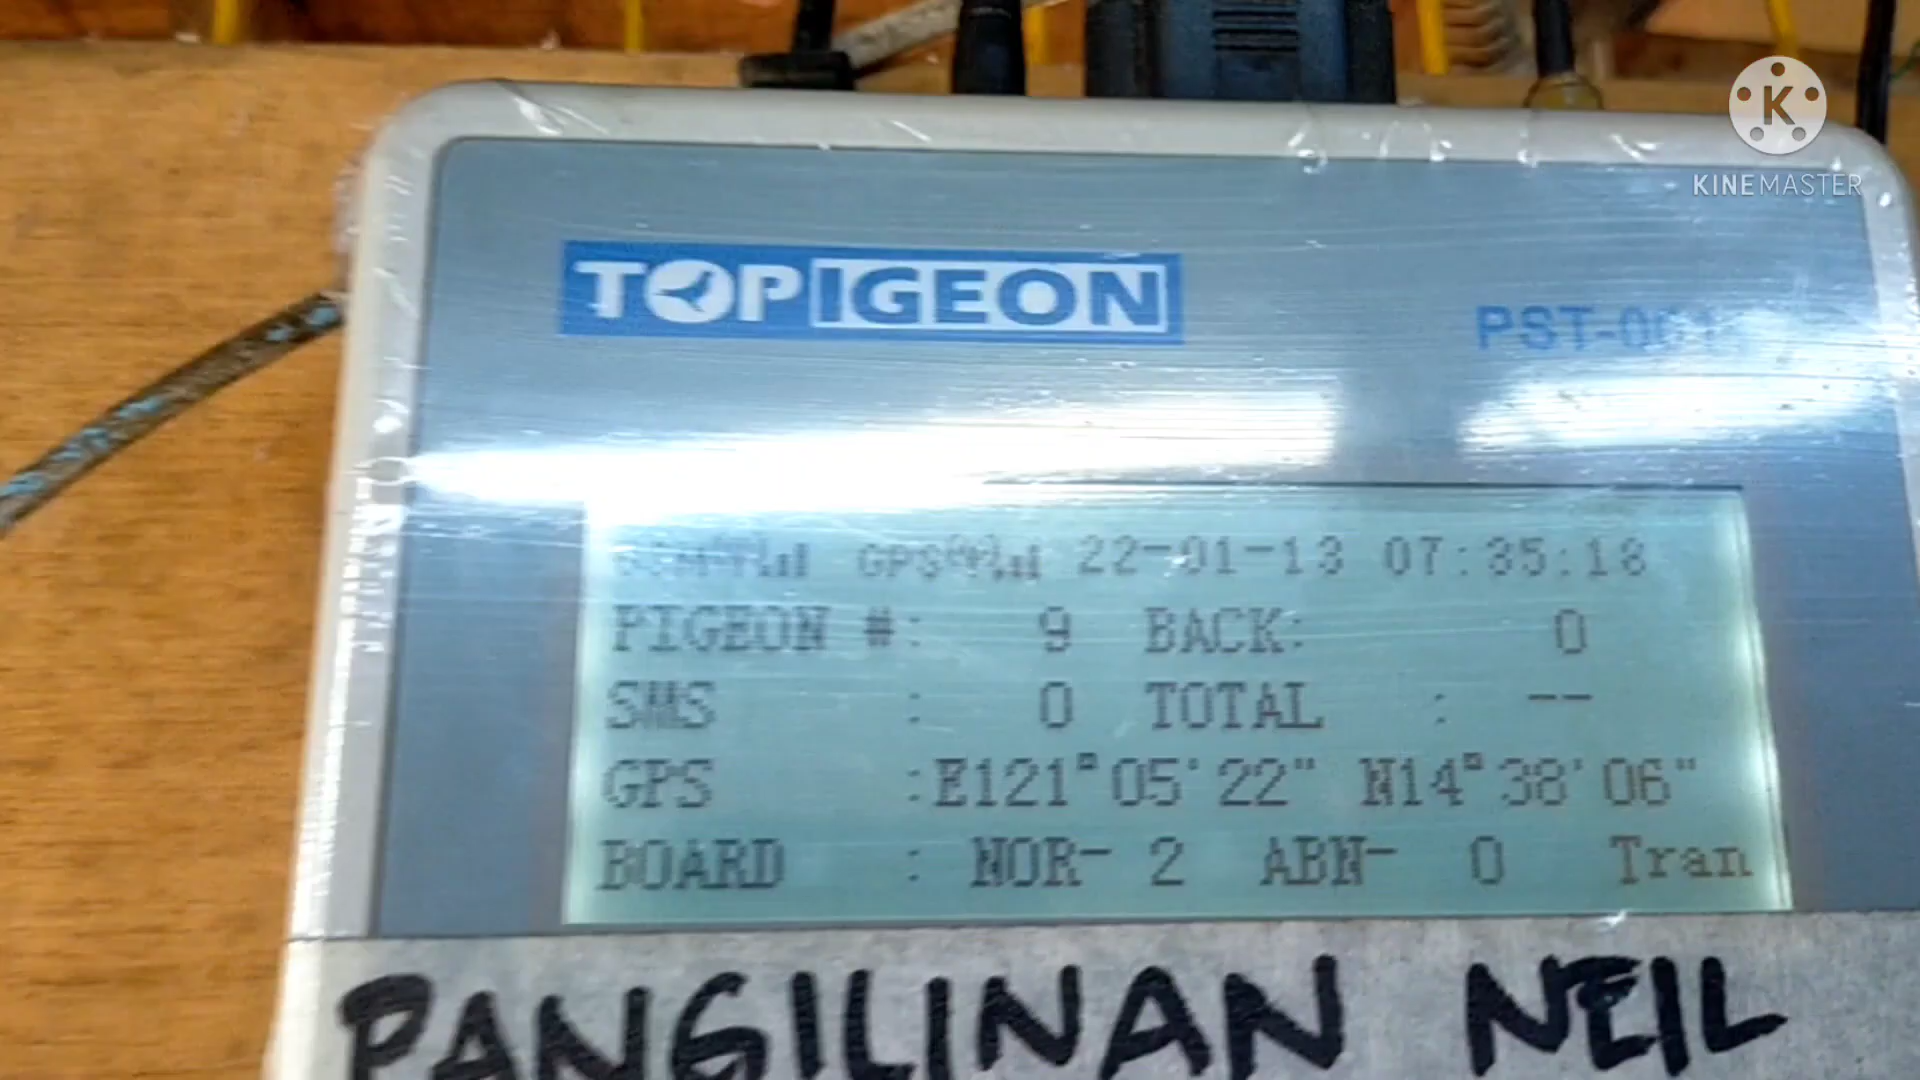 KINEMASTER
TOPIGEON
GPS 22-01-13 07:35:18
PIGEON #: 9 BACK: 0
SMS : 0 TOTAL : --
GPS :E121°05'22" N14°38'06"
BOARD : NOR- 2 ABN- 0 Tran
PANGILINAN NEIL